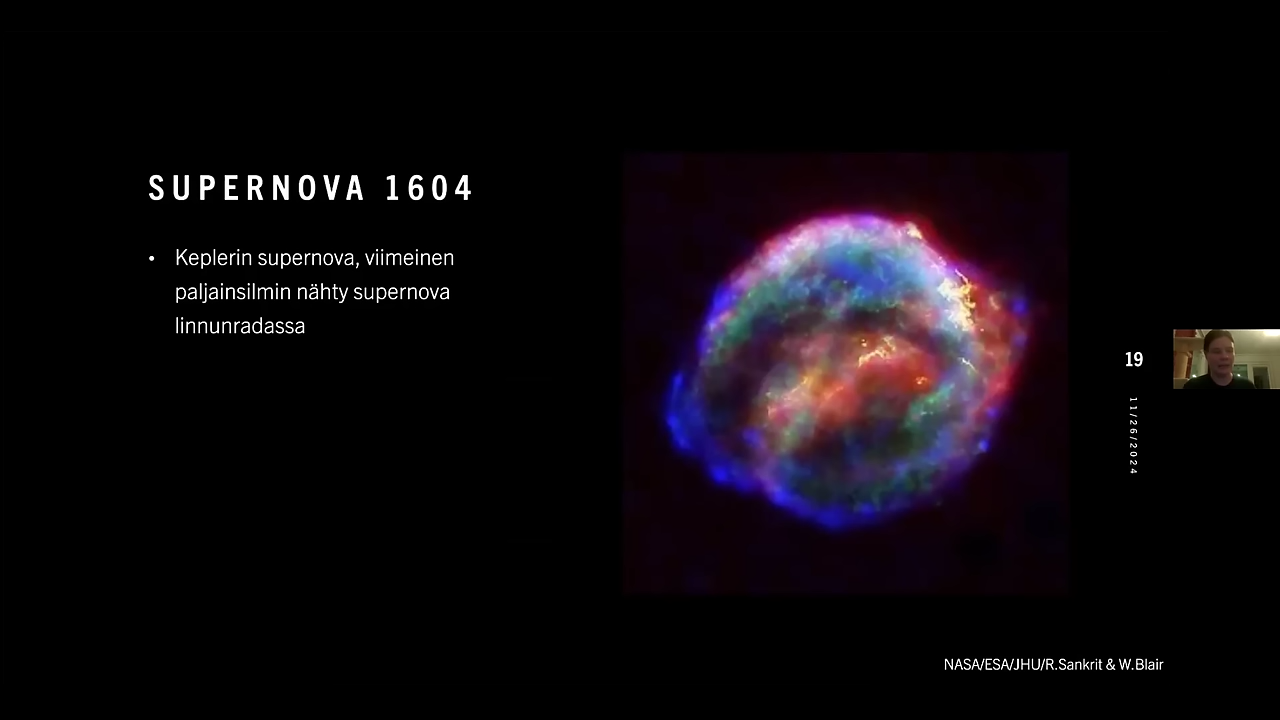 SUPERNOVA 1604
• Keplerin supernova, viimeinen
paljainsilmin nähty supernova
linnunradassa
19
11/26/2024
NASA/ESA/JHU/R.Sankrit & W.Blair